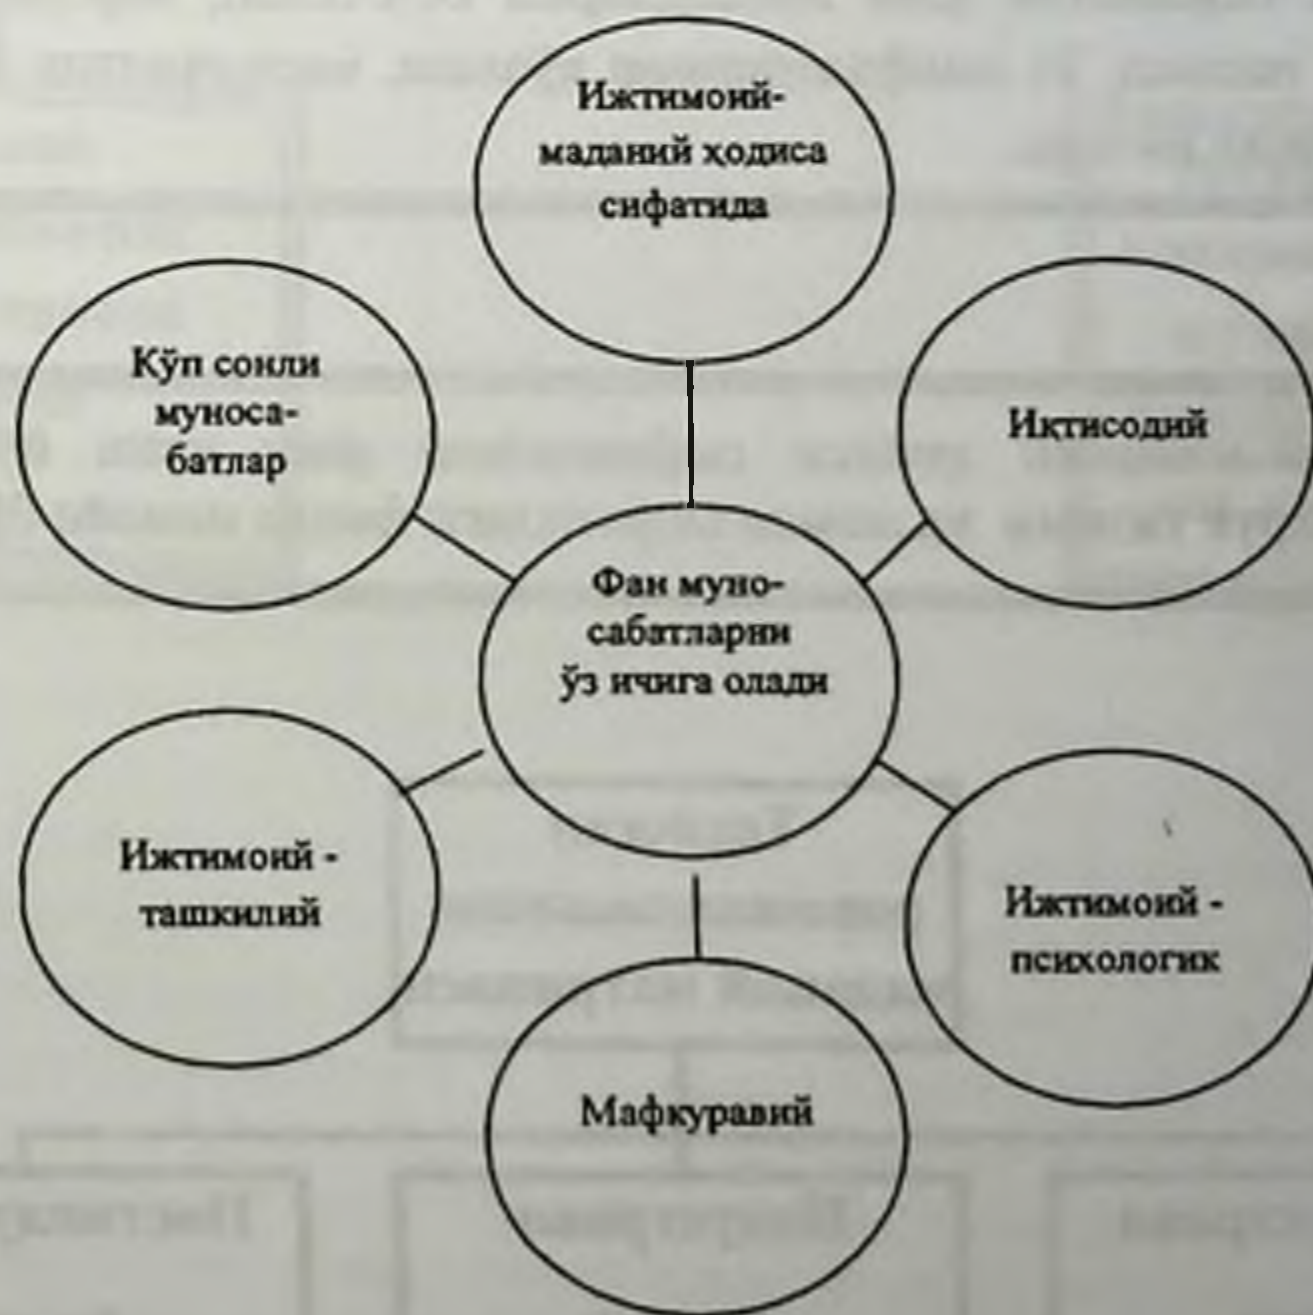 Ижтимоий-
маданий ҳодиса
сифатида
Кўп сонли
муноса-
батлар
Иқтисодий
Фан муно-
сабатларни
ўз ичига олади
Ижтимоий -
ташкилий
Ижтимоий -
психологик
Мафкуравий